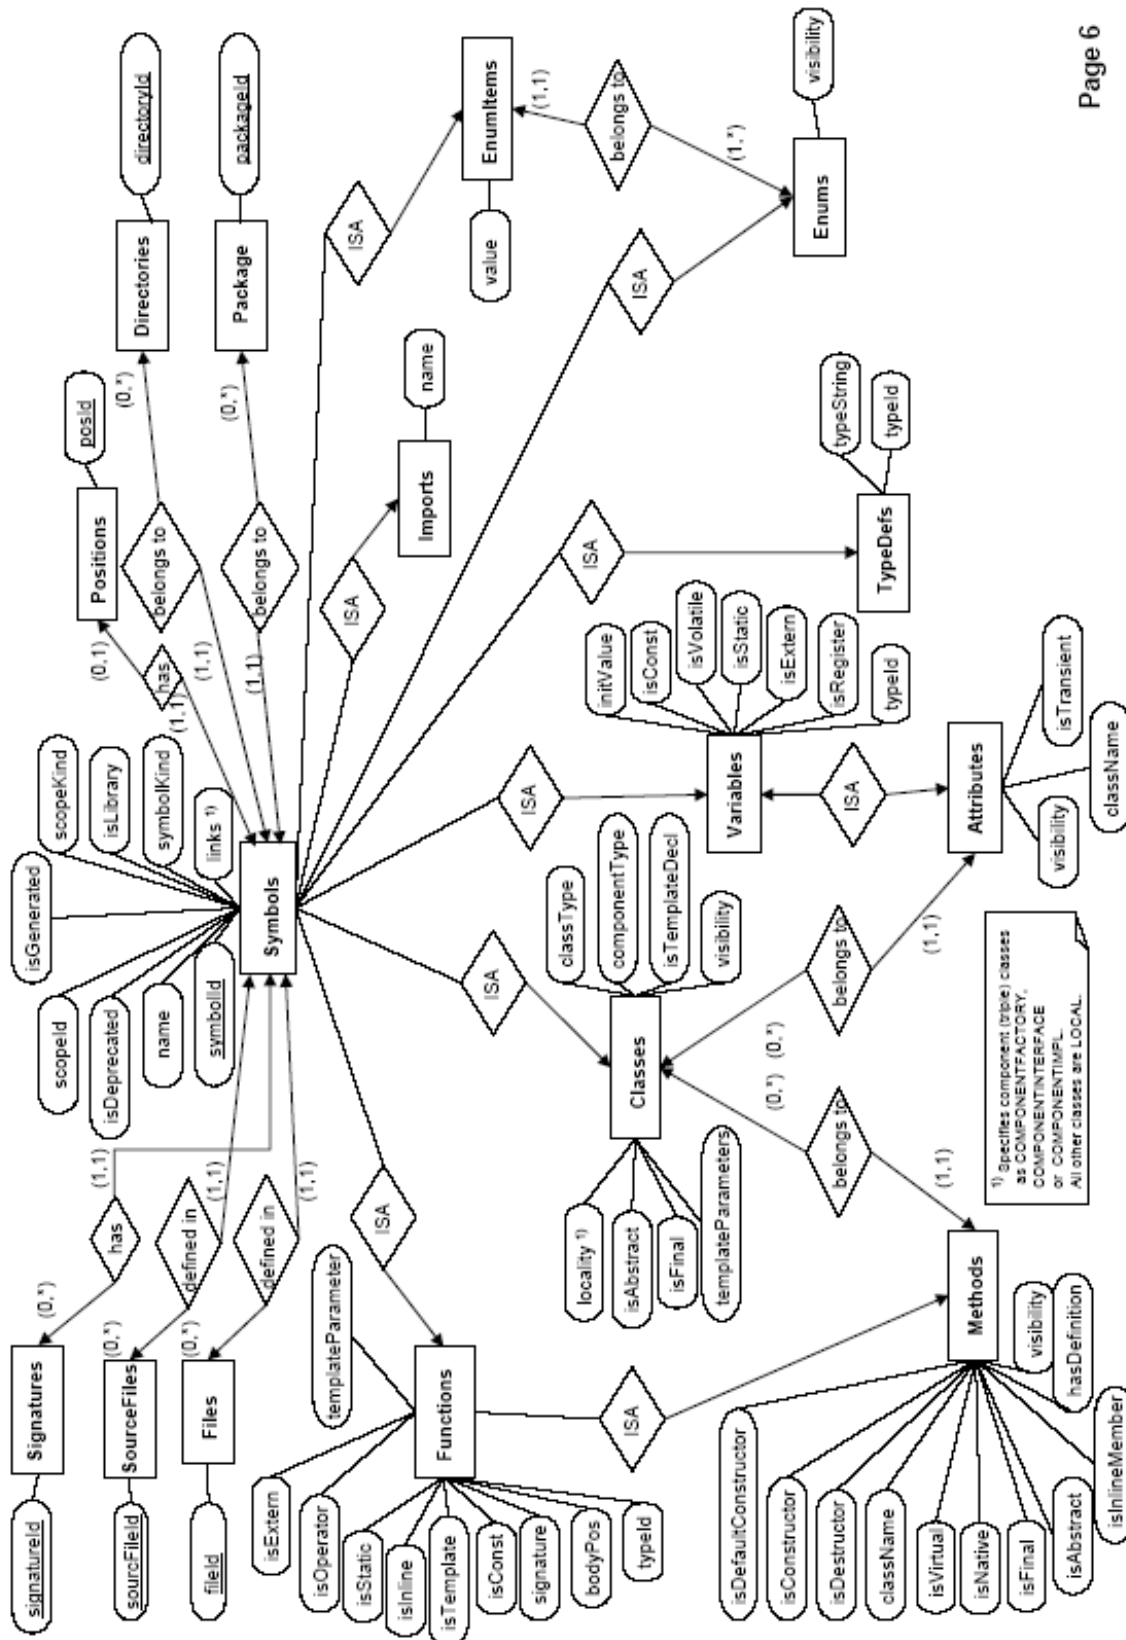 signatureId
Signatures
(0,*)
has
(1,1)
sourcFileId
SourceFiles
(0,*)
defined in
(1,1)
fileId
Files
(0,*)
defined in
(1,1)
scopeId
isGenerated
scopeKind
isDeprecated
isLibrary
name
symbolKind
symbolId
links ¹⁾
Symbols
(1,1)
has
(0,1)
Positions
posId
(1,1)
belongs to
(0,*)
Directories
directoryId
(1,1)
belongs to
(0,*)
Package
packageId
ISA
templateParameter
isExtern
isOperator
isStatic
isInline
isTemplate
isConst
signature
bodyPos
typeId
Functions
ISA
Imports
name
ISA
EnumItems
value
(1,1)
belongs to
(1,*)
ISA
Enums
visibility
ISA
classType
componentType
isTemplateDecl
visibility
Classes
locality ¹⁾
isAbstract
isFinal
templateParameters
ISA
initValue
isConst
isVolatile
isStatic
isExtern
isRegister
typeId
Variables
ISA
typeString
typeId
TypeDefs
ISA
isDefaultConstructor
isConstructor
isDestructor
className
isVirtual
isNative
isFinal
isAbstract
isInlineMember
hasDefinition
visibility
Methods
(0,*)
belongs to
(1,1)
(0,*)
belongs to
(1,1)
ISA
Attributes
visibility
className
isTransient
¹⁾ Specifies component (triple) classes
as COMPONENTFACTORY,
COMPONENTINTERFACE
or COMPONENTIMPL.
All other classes are LOCAL.
Page 6